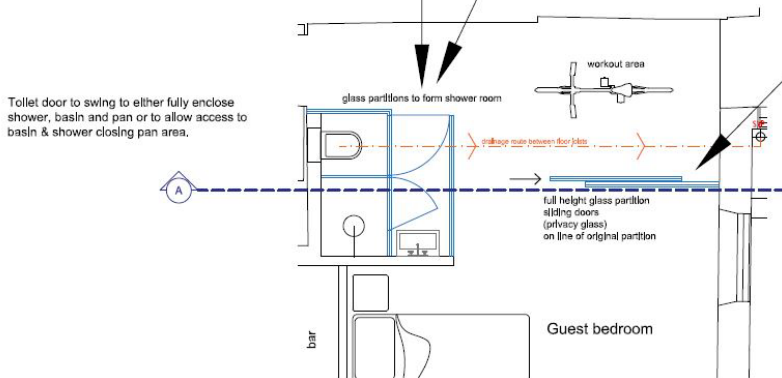 workout area
Toilet door to swing to either fully enclose
shower, basin and pan or to allow access to
basin & shower closing pan area.
glass partitions to form shower room
drainage route between floor joists
SVP
A
full height glass partition
sliding doors
(privacy glass)
on line of original partition
Guest bedroom
bar